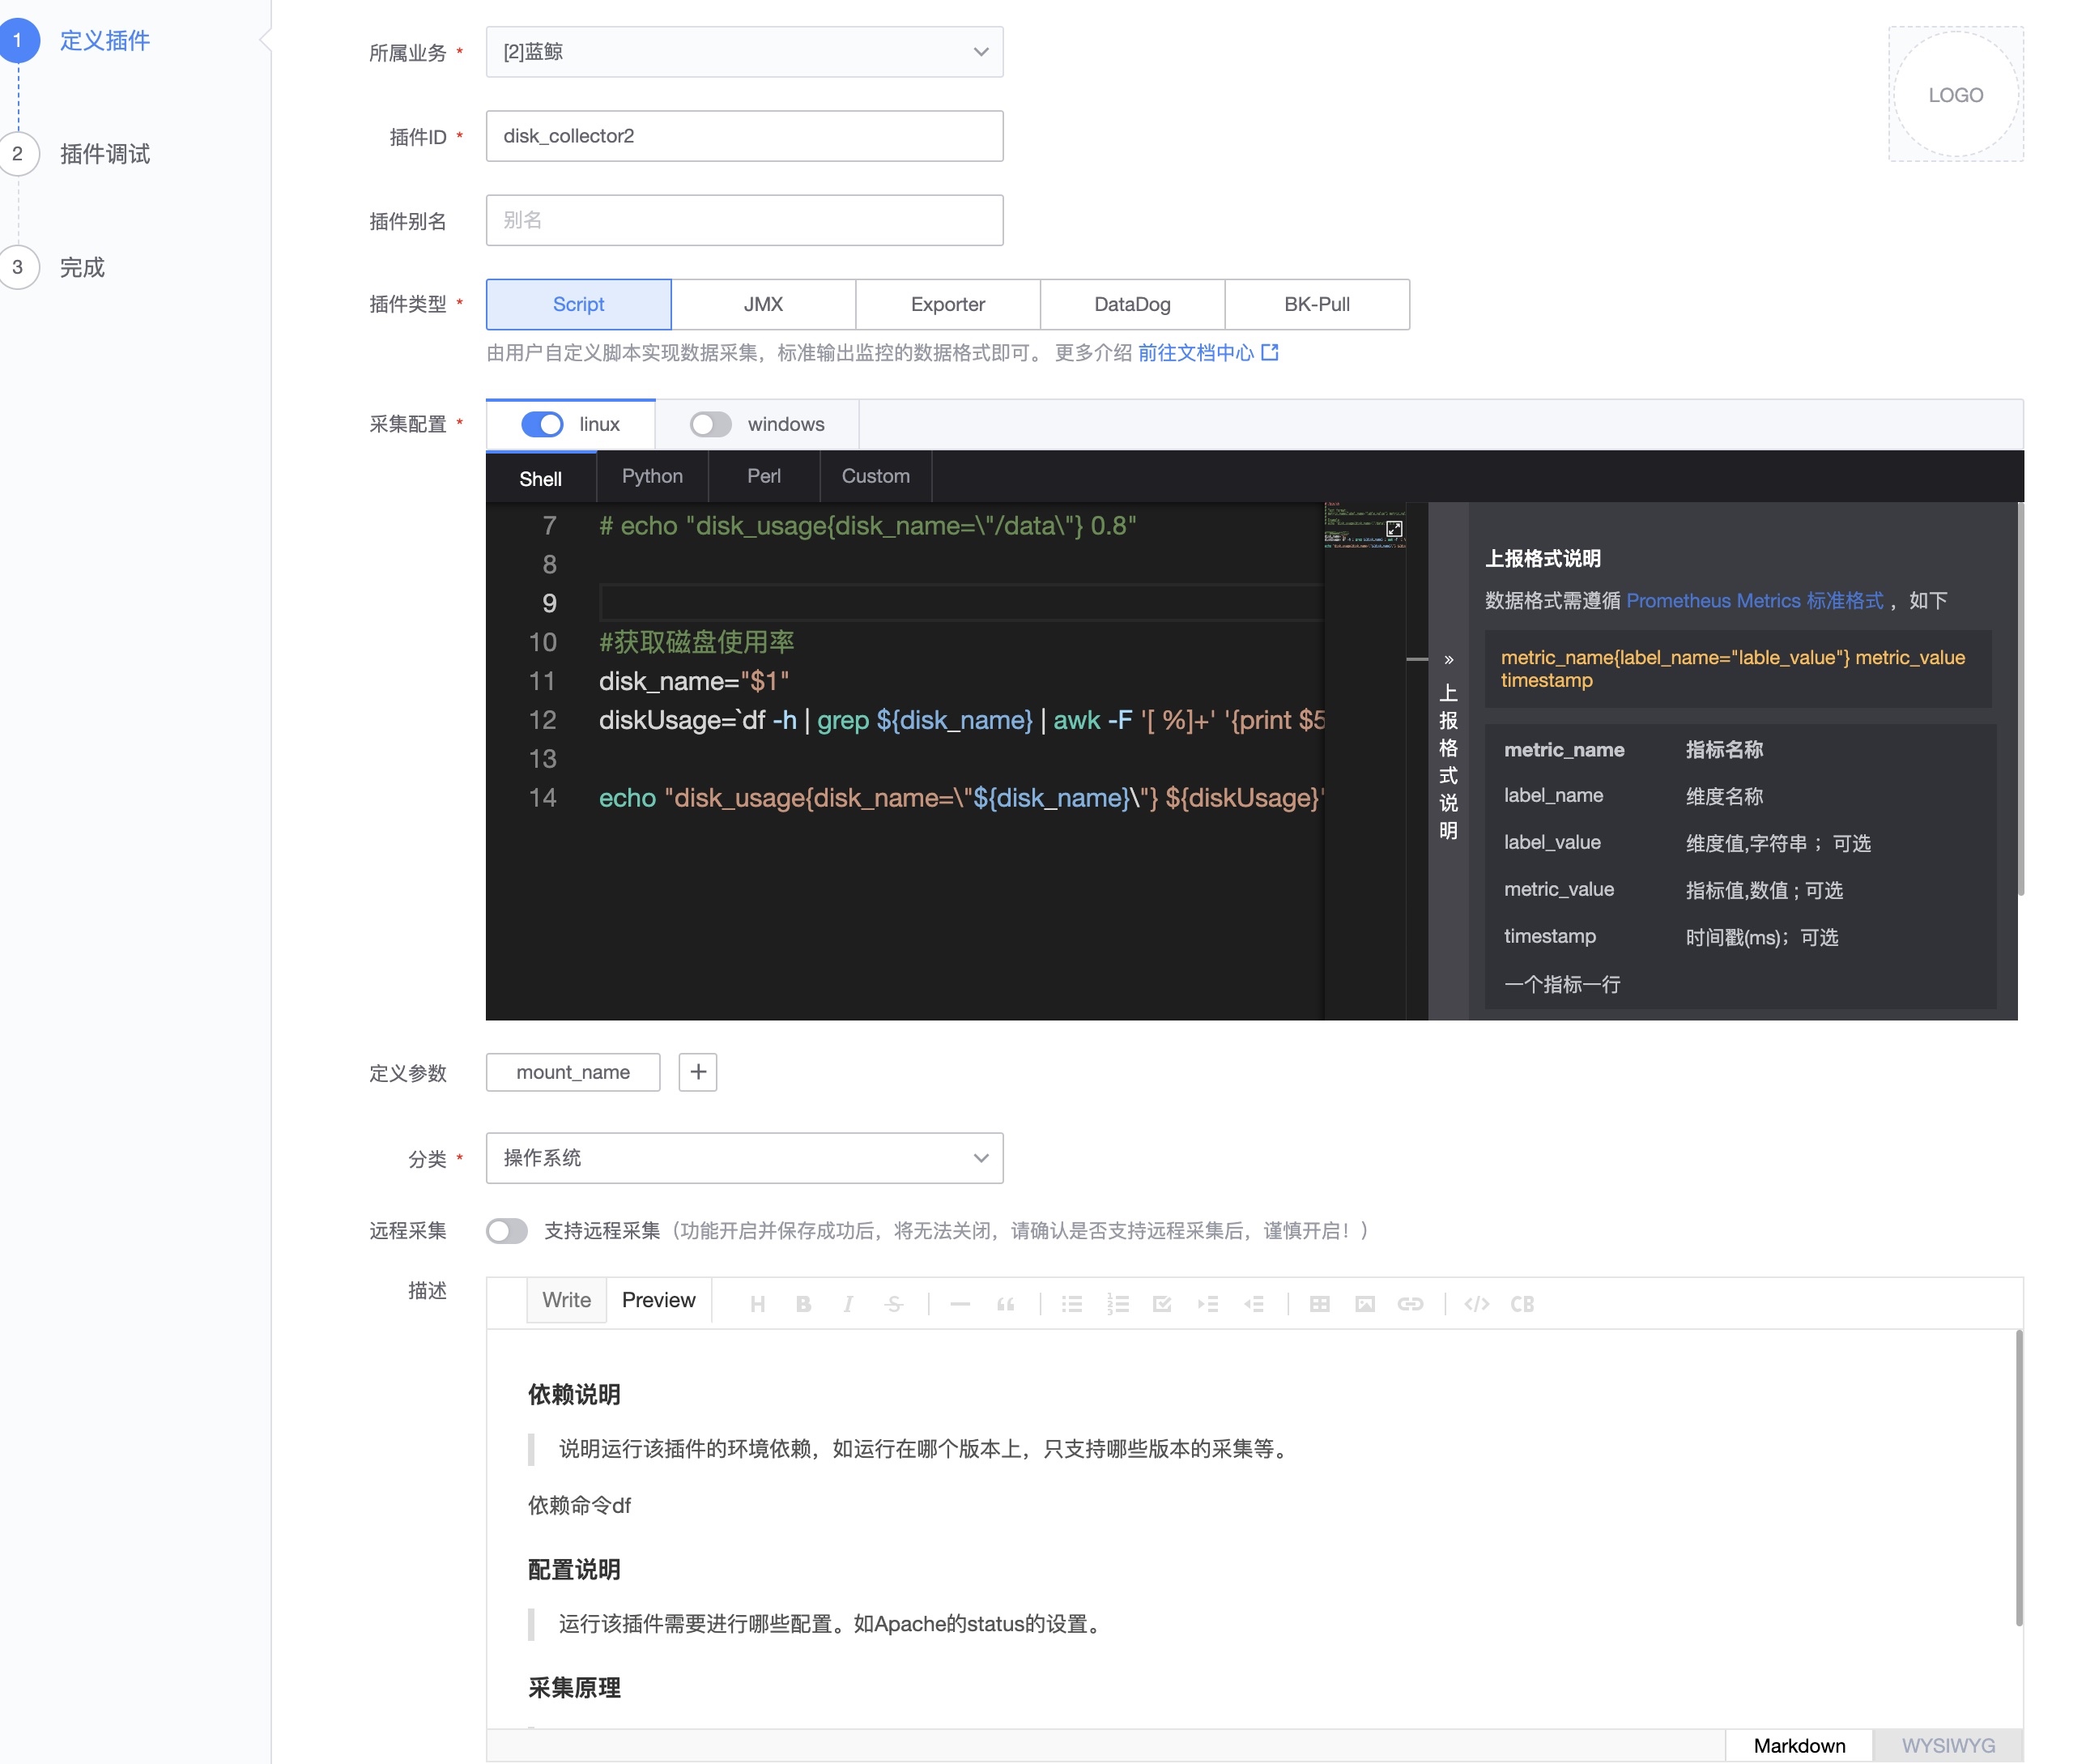 1 定义插件
2 插件调试
3 完成
所属业务 * [2]蓝鲸
LOGO
插件ID * disk_collector2
插件别名 别名
插件类型 * Script JMX Exporter DataDog BK-Pull
由用户自定义脚本实现数据采集，标准输出监控的数据格式即可。 更多介绍 前往文档中心
采集配置 * linux windows
Shell Python Perl Custom
7 # echo "disk_usage{disk_name=\"/data\"} 0.8"
8
9
10 #获取磁盘使用率
11 disk_name="$1"
12 diskUsage=`df -h | grep ${disk_name} | awk -F '[ %]+' '{print $5
13
14 echo "disk_usage{disk_name=\"${disk_name}\"} ${diskUsage}"
» 上报格式说明
上报格式说明
数据格式需遵循 Prometheus Metrics 标准格式 ，如下
metric_name{label_name="lable_value"} metric_value
timestamp
metric_name 指标名称
label_name 维度名称
label_value 维度值,字符串 ；可选
metric_value 指标值,数值 ; 可选
timestamp 时间戳(ms)；可选
一个指标一行
定义参数 mount_name +
分类 * 操作系统
远程采集 支持远程采集（功能开启并保存成功后，将无法关闭，请确认是否支持远程采集后，谨慎开启！）
描述 Write Preview H B I S CB
依赖说明
说明运行该插件的环境依赖，如运行在哪个版本上，只支持哪些版本的采集等。
依赖命令df
配置说明
运行该插件需要进行哪些配置。如Apache的status的设置。
采集原理
Markdown WYSIWYG